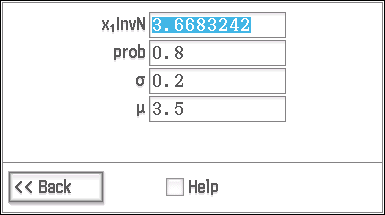 x₁InvN 3.6683242
prob 0.8
σ 0.2
μ 3.5
<< Back Help